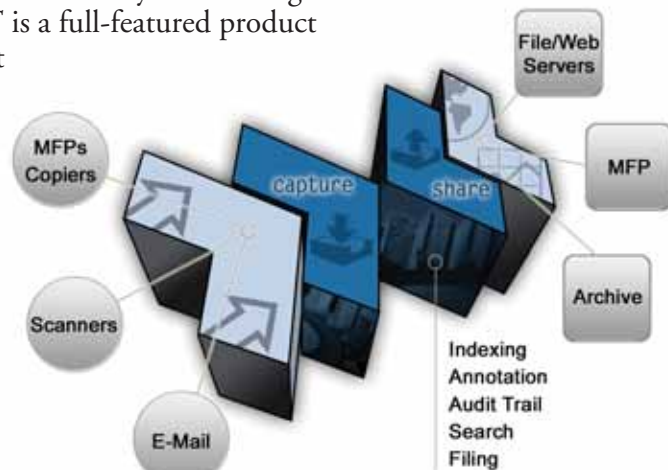 T is a full-featured product
File/Web
Servers
MFPs
Copiers
capture
share
MFP
Scanners
Archive
E-Mail
Indexing
Annotation
Audit Trail
Search
Filing